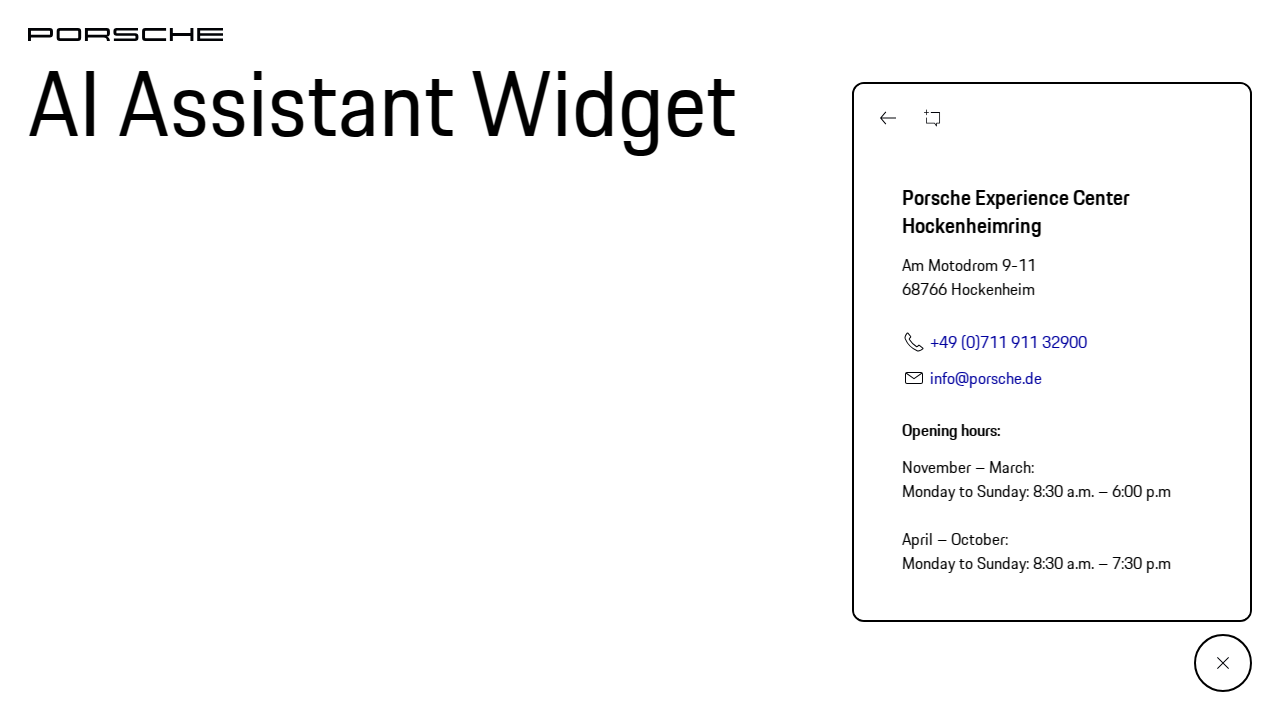 PORSCHE
AI Assistant Widget
Porsche Experience Center
Hockenheimring
Am Motodrom 9-11
68766 Hockenheim
+49 (0)711 911 32900
info@porsche.de
Opening hours:
November – March:
Monday to Sunday: 8:30 a.m. – 6:00 p.m
April – October:
Monday to Sunday: 8:30 a.m. – 7:30 p.m